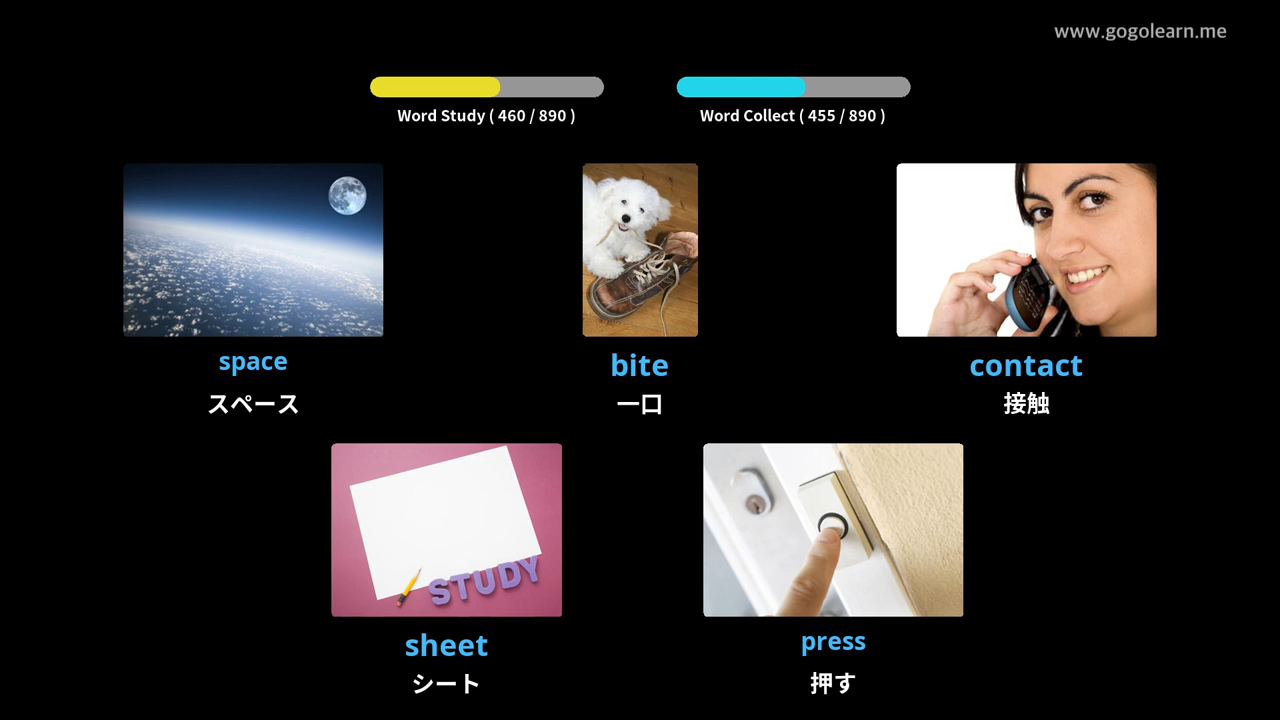 www.gogolearn.me
Word Study ( 460 / 890 )
Word Collect ( 455 / 890 )
space
スペース
bite
一口
contact
接触
STUDY
sheet
シート
press
押す